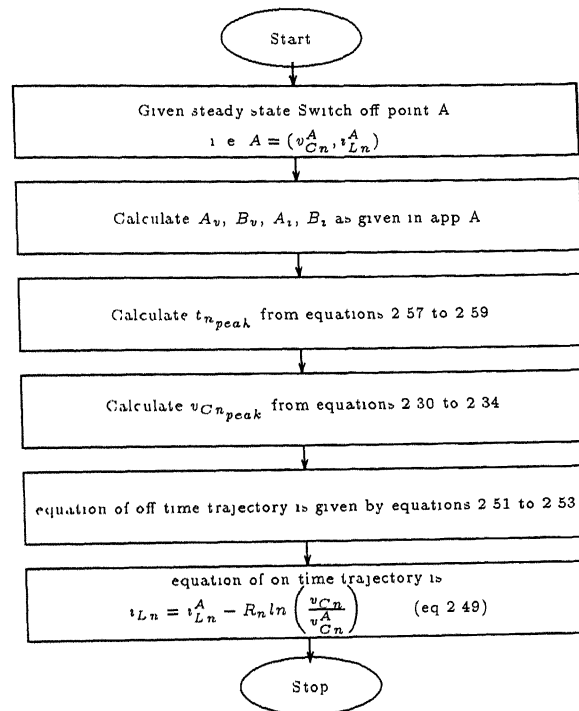 Start
Given steady state Switch off point A
i e A = (v_{Cn}^{A}, i_{Ln}^{A})
Calculate A_v, B_v, A_i, B_i as given in app A
Calculate t_{n_{peak}} from equations 2 57 to 2 59
Calculate v_{Cn_{peak}} from equations 2 30 to 2 34
equation of off time trajectory is given by equations 2 51 to 2 53
equation of on time trajectory is
i_{Ln} = i_{Ln}^{A} - R_n ln (v_{Cn} / v_{Cn}^{A}) (eq 2 49)
Stop